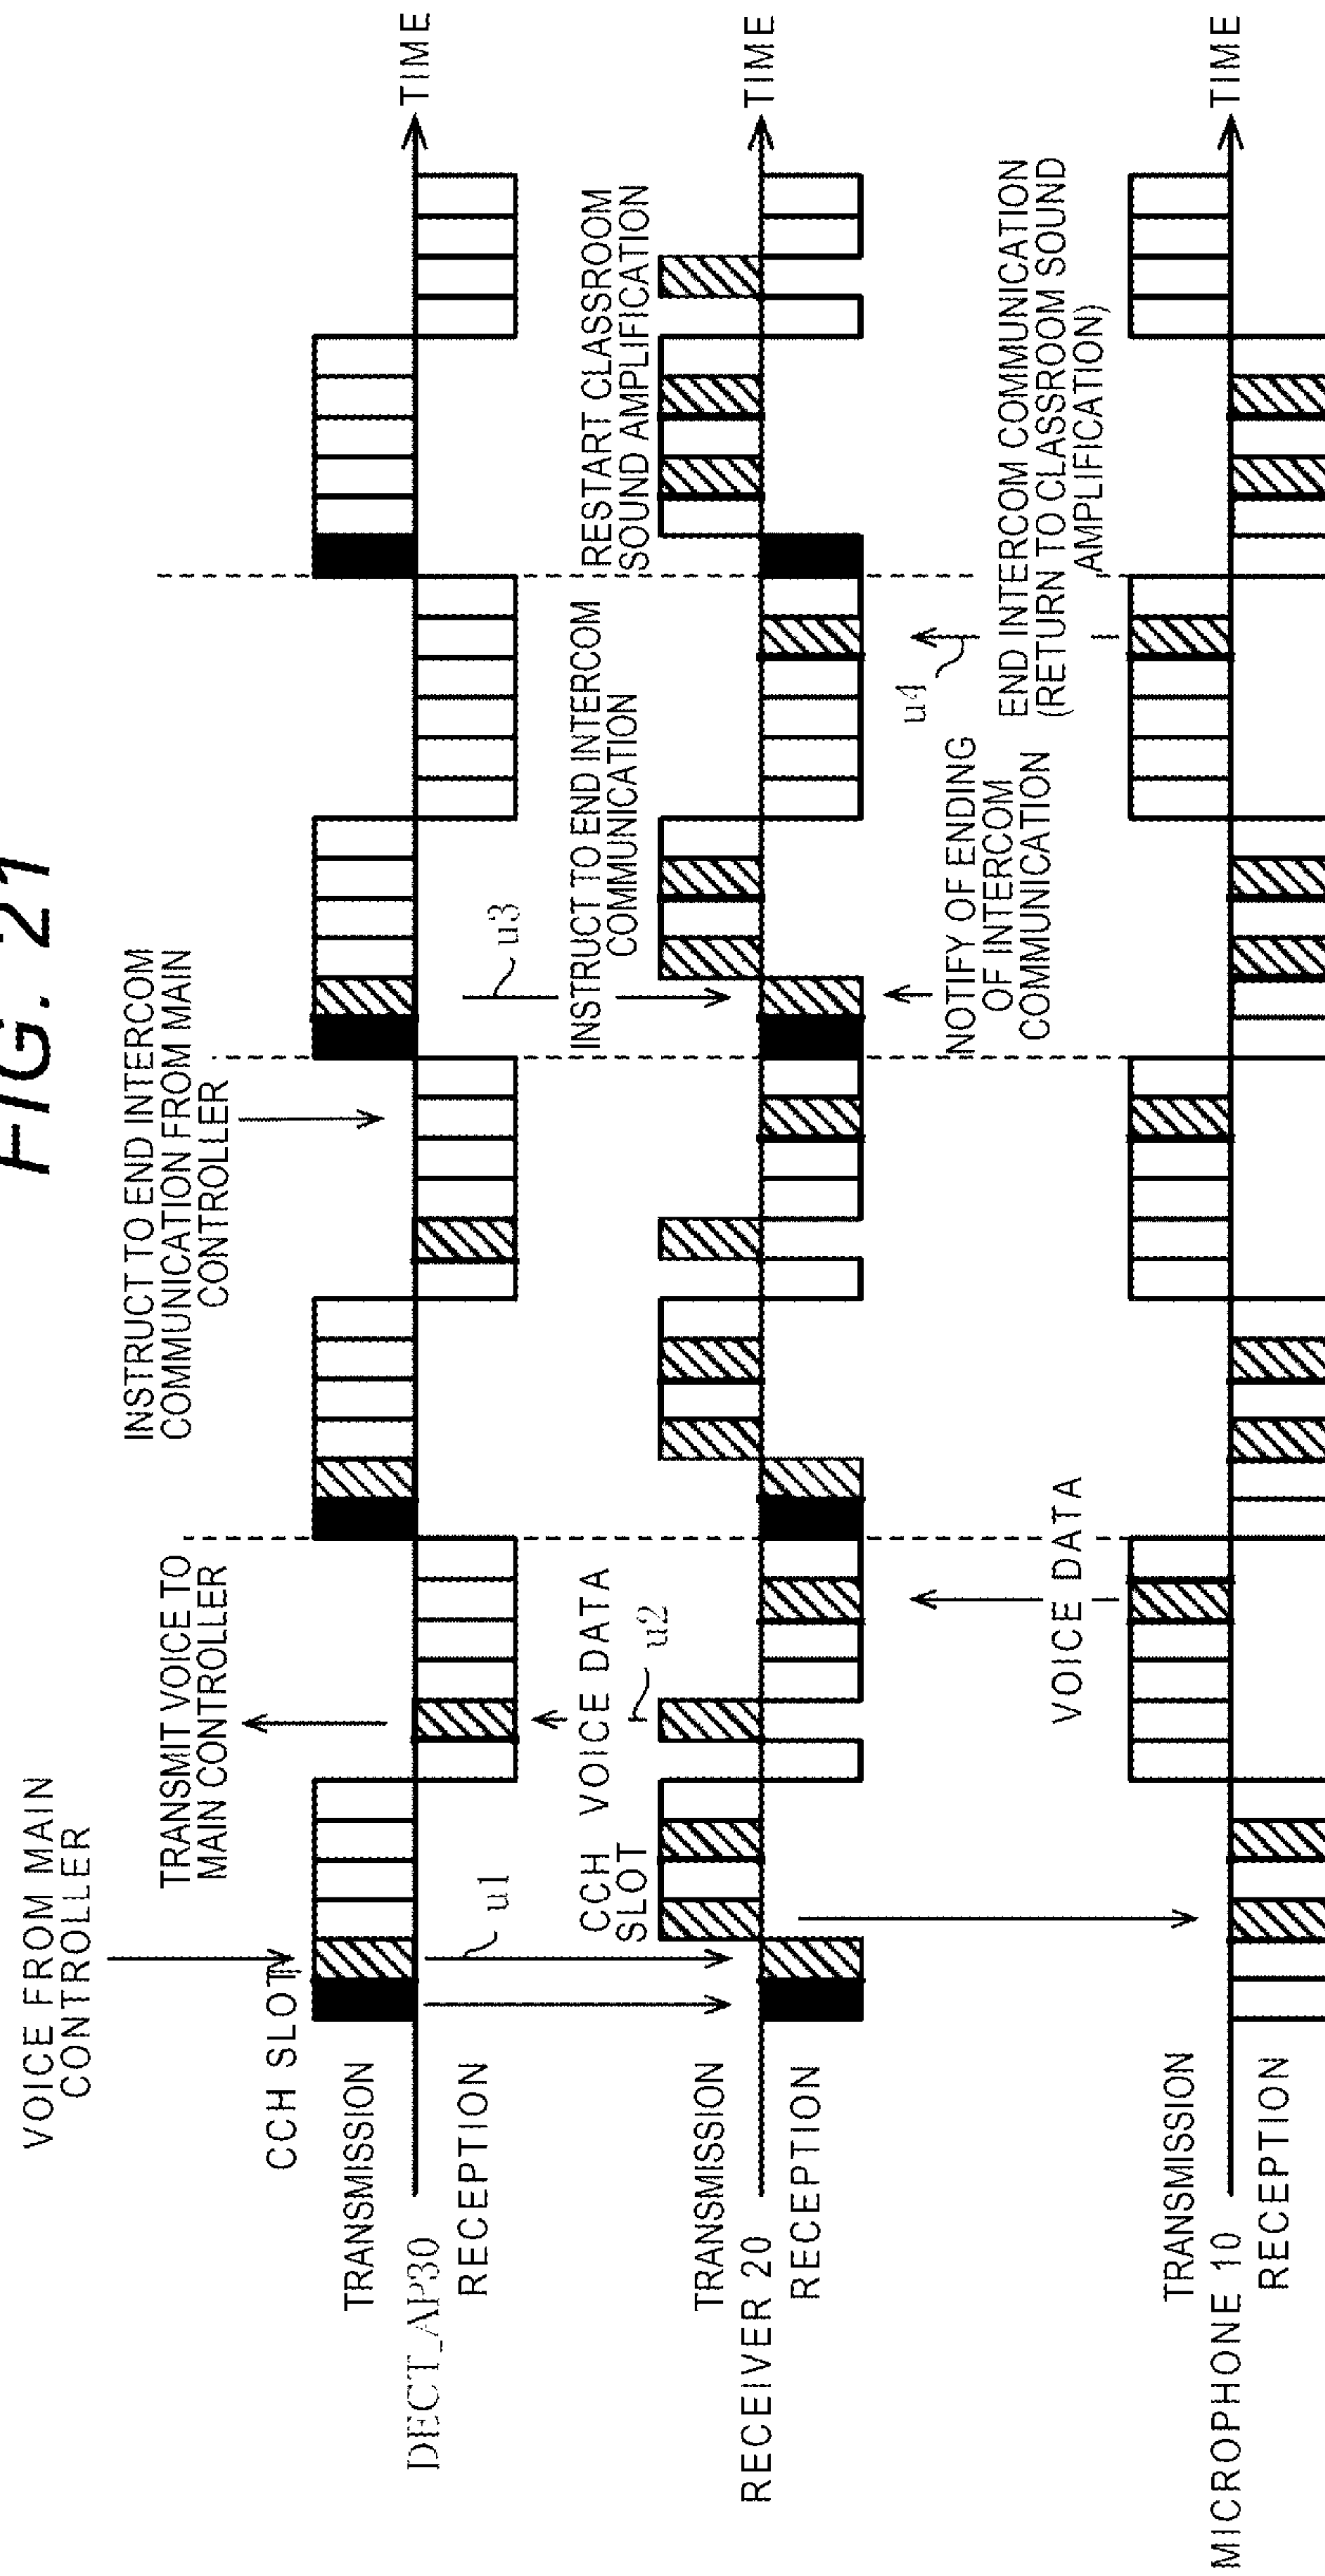 FIG. 21
VOICE FROM MAIN
CONTROLLER
TRANSMIT VOICE TO
MAIN CONTROLLER
INSTRUCT TO END INTERCOM
COMMUNICATION FROM MAIN
CONTROLLER
CCH SLOT
TRANSMISSION
DECT_AP30
RECEPTION
TIME
u1
CCH
SLOT
VOICE DATA
u2
u3
INSTRUCT TO END INTERCOM
COMMUNICATION
RESTART CLASSROOM
SOUND AMPLIFICATION
TRANSMISSION
RECEIVER 20
RECEPTION
TIME
VOICE DATA
NOTIFY OF ENDING
OF INTERCOM
COMMUNICATION
u4
END INTERCOM COMMUNICATION
(RETURN TO CLASSROOM SOUND
AMPLIFICATION)
TRANSMISSION
MICROPHONE 10
RECEPTION
TIME